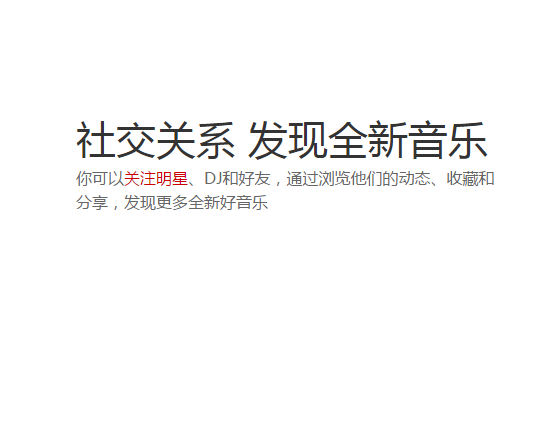 社交关系 发现全新音乐
你可以关注明星、DJ和好友，通过浏览他们的动态、收藏和
分享，发现更多全新好音乐